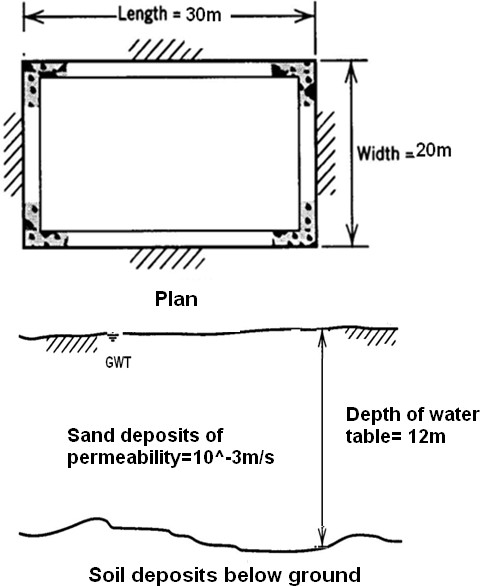 Length = 30m
Width =20m
Plan
GWT
Sand deposits of
permeability=10^-3m/s
Depth of water
table= 12m
Soil deposits below ground